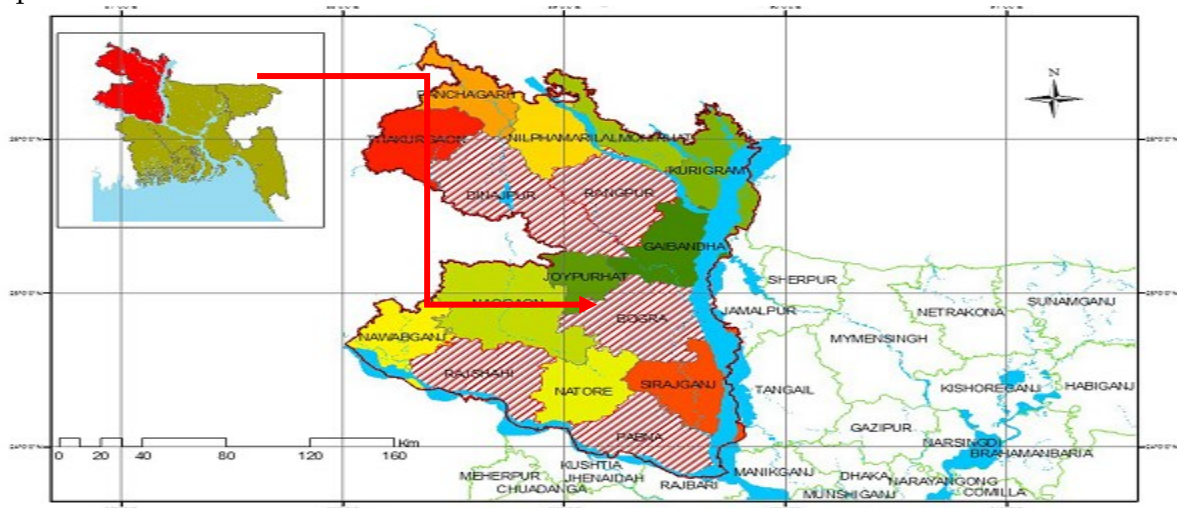 N
PANCHAGARH
THAKURGAON
NILPHAMARI
LALMONIRHAT
KURIGRAM
DINAJPUR
RANGPUR
GAIBANDHA
JOYPURHAT
SHERPUR
NAOGAON
BOGRA
JAMALPUR
SUNAMGANJ
NETRAKONA
NAWABGANJ
MYMENSINGH
RAJSHAHI
NATORE
SIRAJGANJ
TANGAIL
KISHOREGANJ
HABIGANJ
PABNA
GAZIPUR
NARSINGDI
BRAHAMANBARIA
0 20 40 80 120 160 Km
MEHERPUR
KUSHTIA
JHENAIDAH
CHUADANGA
RAJBARI
MANIKGANJ
DHAKA
NARAYANGONG
MUNSHIGANJ
COMILLA